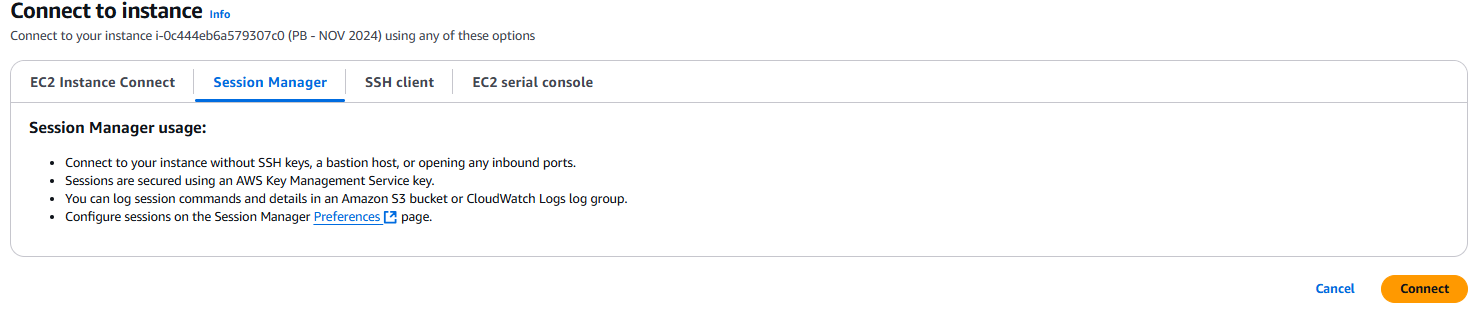 Connect to instance Info
Connect to your instance i-0c444eb6a579307c0 (PB - NOV 2024) using any of these options
EC2 Instance Connect
Session Manager
SSH client
EC2 serial console
Session Manager usage:
• Connect to your instance without SSH keys, a bastion host, or opening any inbound ports.
• Sessions are secured using an AWS Key Management Service key.
• You can log session commands and details in an Amazon S3 bucket or CloudWatch Logs log group.
• Configure sessions on the Session Manager Preferences page.
Cancel
Connect